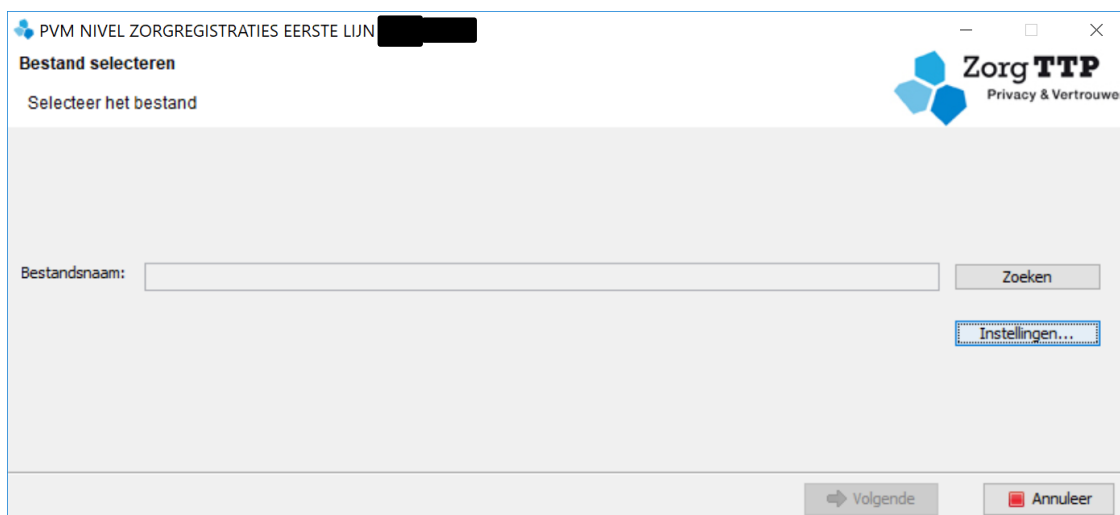 PVM NIVEL ZORGREGISTRATIES EERSTE LIJN
Bestand selecteren
Selecteer het bestand
Zorg TTP
Privacy & Vertrouwe
Bestandsnaam:
Zoeken
Instellingen...
Volgende
Annuleer